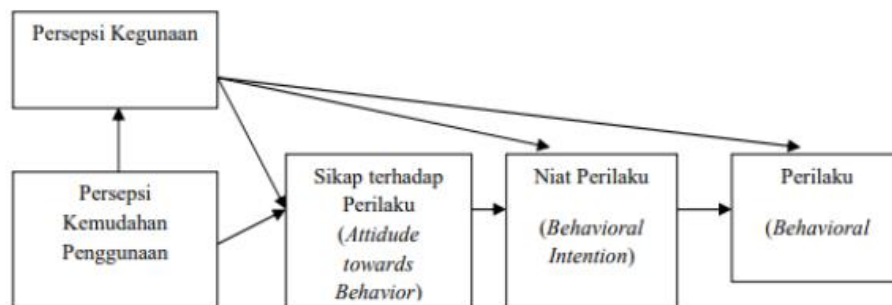 Persepsi Kegunaan
Persepsi
Kemudahan
Penggunaan
Sikap terhadap
Perilaku
(Attidude
towards
Behavior)
Niat Perilaku
(Behavioral
Intention)
Perilaku
(Behavioral